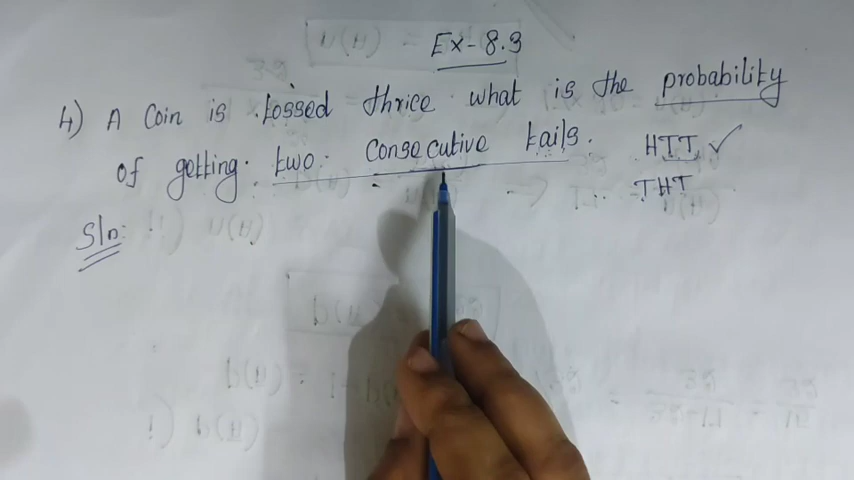 Ex-8.3
4) A Coin is tossed thrice what is the probability
of getting two consecutive tails. HTT ✓
THT
Sln: